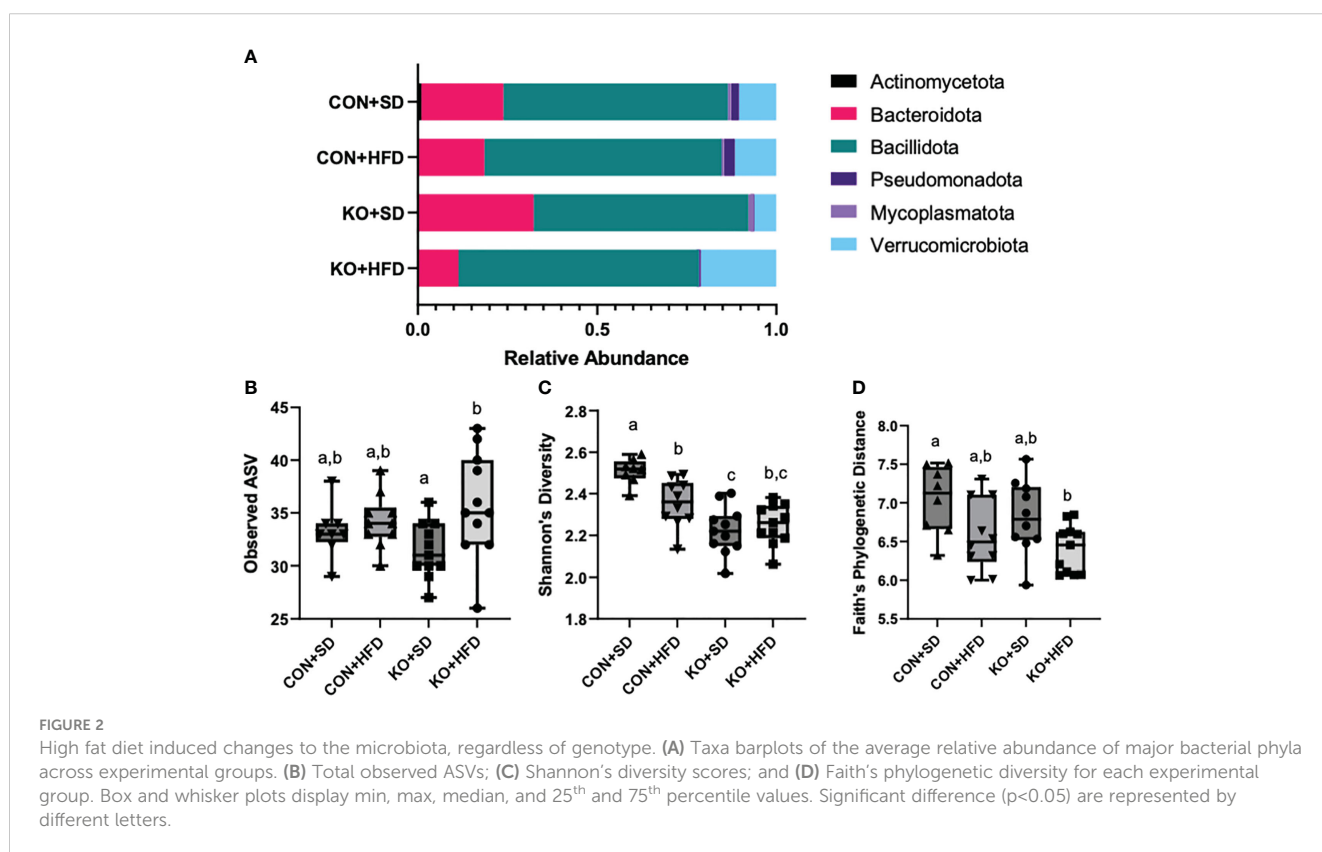 A
CON+SD
CON+HFD
KO+SD
KO+HFD
0.0
0.5
1.0
Relative Abundance
Actinomycetota
Bacteroidota
Bacillidota
Pseudomonadota
Mycoplasmatota
Verrucomicrobiota
B
Observed ASV
45
40
35
30
25
a,b
a,b
a
b
CON+SD
CON+HFD
KO+SD
KO+HFD
C
Shannon's Diversity
2.8
2.6
2.4
2.2
2.0
1.8
a
b
c
b,c
CON+SD
CON+HFD
KO+SD
KO+HFD
D
Faith's Phylogenetic Distance
8.0
7.5
7.0
6.5
6.0
5.5
a
a,b
a,b
b
CON+SD
CON+HFD
KO+SD
KO+HFD
FIGURE 2
High fat diet induced changes to the microbiota, regardless of genotype. (A) Taxa barplots of the average relative abundance of major bacterial phyla
across experimental groups. (B) Total observed ASVs; (C) Shannon's diversity scores; and (D) Faith's phylogenetic diversity for each experimental
group. Box and whisker plots display min, max, median, and 25th and 75th percentile values. Significant difference (p<0.05) are represented by
different letters.